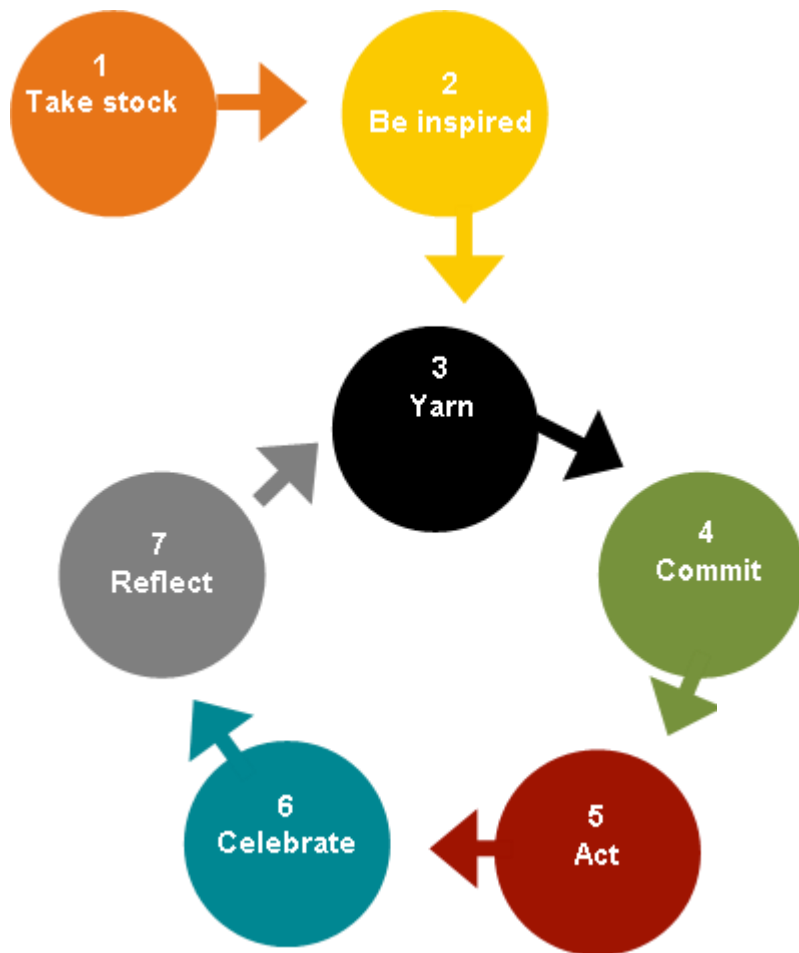 1
Take stock
2
Be inspired
3
Yarn
4
Commit
5
Act
6
Celebrate
7
Reflect